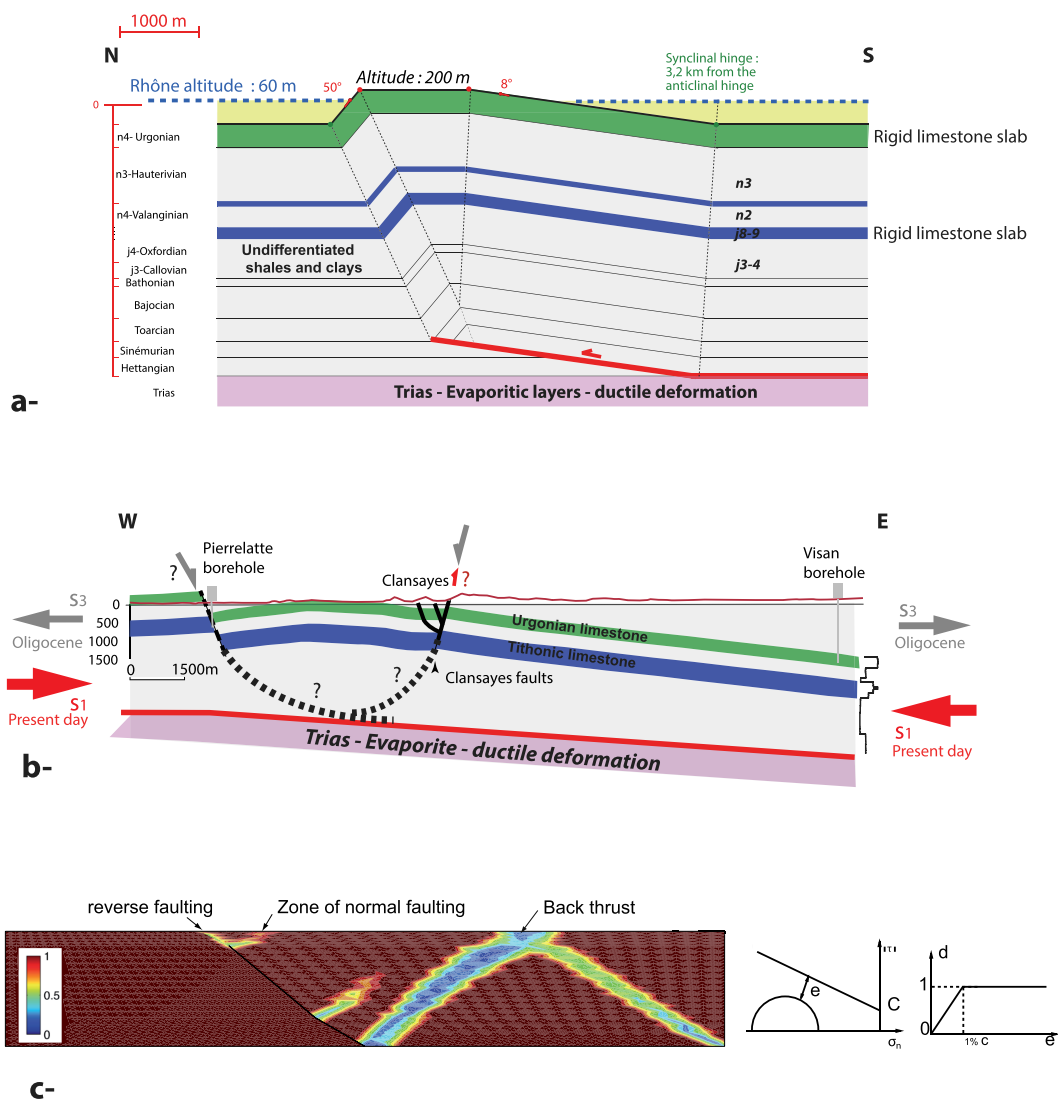 1000 m
N
S
Synclinal hinge :
3,2 km from the
anticlinal hinge
Rhône altitude : 60 m
50°
Altitude : 200 m
8°
0
n4- Urgonian
Rigid limestone slab
n3-Hauterivian
n3
n4-Valanginian
n2
j8-9
Rigid limestone slab
j4-Oxfordian
Undifferentiated
shales and clays
j3-4
j3-Callovian
Bathonian
Bajocian
Toarcian
Sinémurian
Hettangian
Trias
Trias - Evaporitic layers - ductile deformation
a-
W
E
Pierrelatte
borehole
?
Clansayes
?
Visan
borehole
S3
Oligocene
0
500
1000
1500
0
1500m
Urgonian limestone
Tithonic limestone
S3
Oligocene
?
?
Clansayes faults
S1
Present day
S1
Present day
Trias - Evaporite - ductile deformation
b-
reverse faulting
Zone of normal faulting
Back thrust
1
0.5
0
|τ|
e
C
σn
d
1
0
1% c
e
c-